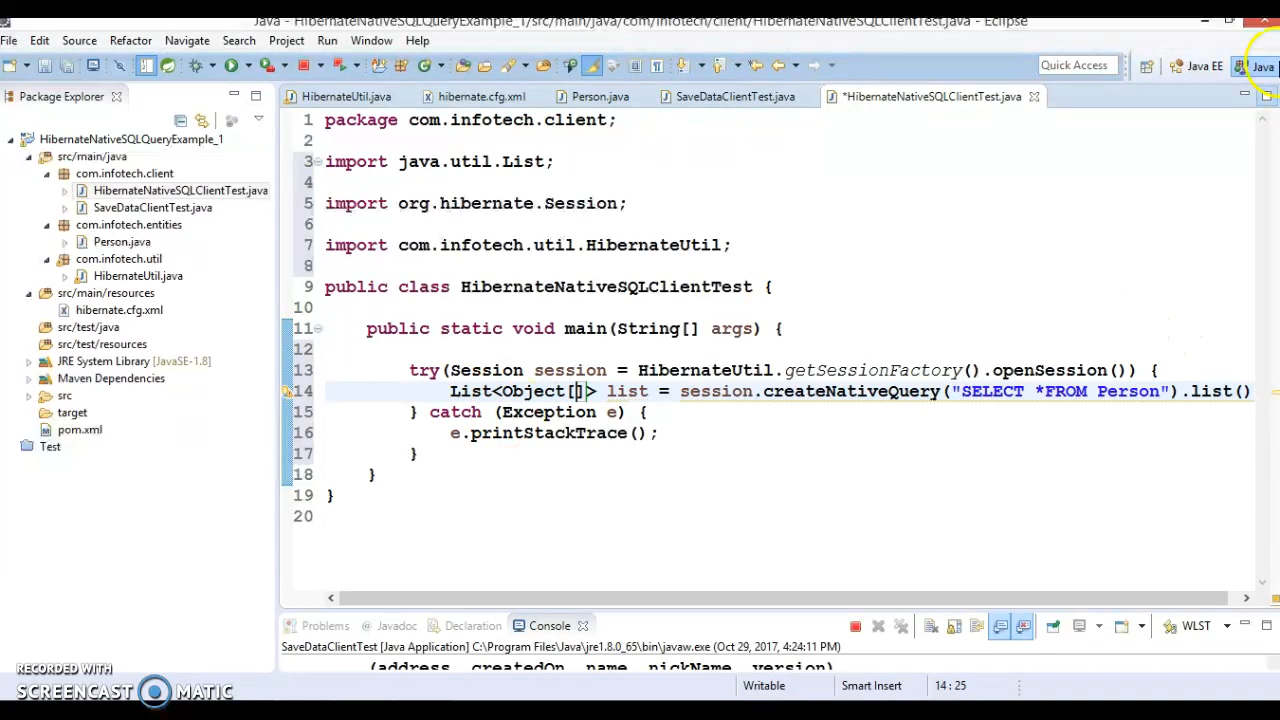 Java - HibernateNativeSQLQueryExample_1/src/main/java/com/infotech/client/HibernateNativeSQLClientTest.java - Eclipse
File Edit Source Refactor Navigate Search Project Run Window Help
Quick Access Java EE Java
Package Explorer
HibernateUtil.java hibernate.cfg.xml Person.java SaveDataClientTest.java *HibernateNativeSQLClientTest.java
HibernateNativeSQLQueryExample_1
src/main/java
com.infotech.client
HibernateNativeSQLClientTest.java
SaveDataClientTest.java
com.infotech.entities
Person.java
com.infotech.util
HibernateUtil.java
src/main/resources
hibernate.cfg.xml
src/test/java
src/test/resources
JRE System Library [JavaSE-1.8]
Maven Dependencies
src
target
pom.xml
Test
1 package com.infotech.client;
2
3 import java.util.List;
4
5 import org.hibernate.Session;
6
7 import com.infotech.util.HibernateUtil;
8
9 public class HibernateNativeSQLClientTest {
10
11 public static void main(String[] args) {
12
13 try(Session session = HibernateUtil.getSessionFactory().openSession()) {
14 List<Object[]> list = session.createNativeQuery("SELECT *FROM Person").list()
15 } catch (Exception e) {
16 e.printStackTrace();
17 }
18 }
19 }
20
Problems Javadoc Declaration Console
WLST
SaveDataClientTest [Java Application] C:\Program Files\Java\jre1.8.0_65\bin\javaw.exe (Oct 29, 2017, 4:24:11 PM)
(address, createdOn, name, nickName, version)
Writable Smart Insert 14 : 25
RECORDED WITH
SCREENCAST MATIC